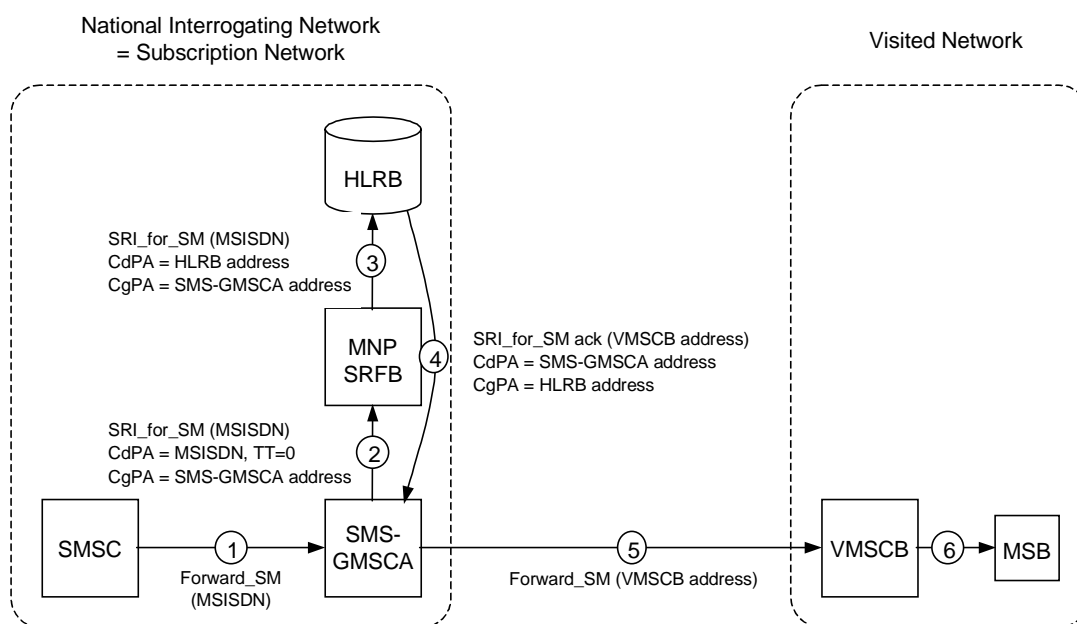 National Interrogating Network
= Subscription Network
Visited Network
HLRB
SRI_for_SM (MSISDN)
CdPA = HLRB address
CgPA = SMS-GMSCA address
3
MNP
SRFB
4
SRI_for_SM ack (VMSCB address)
CdPA = SMS-GMSCA address
CgPA = HLRB address
SRI_for_SM (MSISDN)
CdPA = MSISDN, TT=0
CgPA = SMS-GMSCA address
2
SMSC
1
Forward_SM
(MSISDN)
SMS-
GMSCA
5
Forward_SM (VMSCB address)
VMSCB
6
MSB